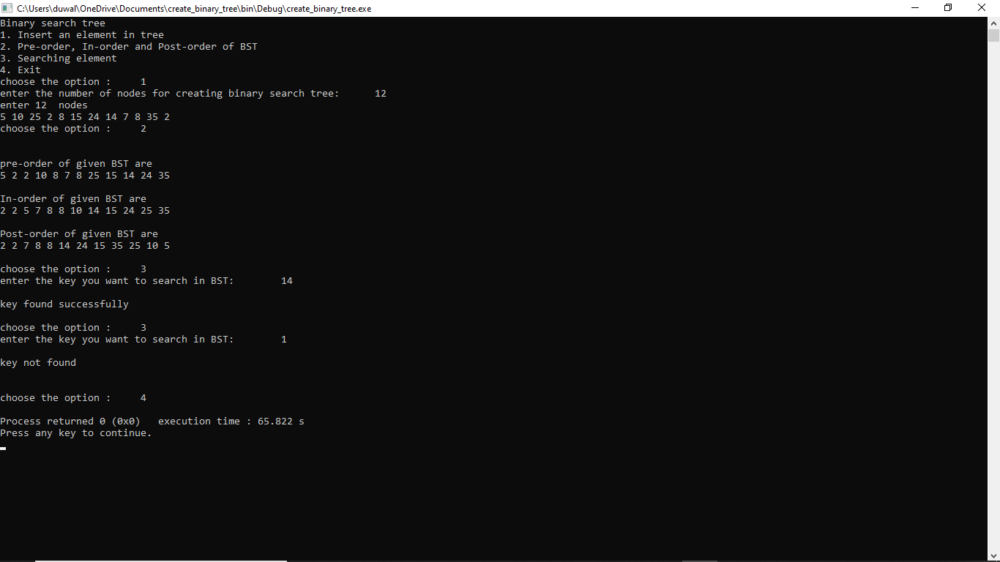 C:\Users\duwal\OneDrive\Documents\create_binary_tree\bin\Debug\create_binary_tree.exe
Binary search tree
1. Insert an element in tree
2. Pre-order, In-order and Post-order of BST
3. Searching element
4. Exit
choose the option :     1
enter the number of nodes for creating binary search tree:      12
enter 12  nodes
5 10 25 2 8 15 24 14 7 8 35 2
choose the option :     2
pre-order of given BST are
5 2 2 10 8 7 8 25 15 14 24 35
In-order of given BST are
2 2 5 7 8 8 10 14 15 24 25 35
Post-order of given BST are
2 2 7 8 8 14 24 15 35 25 10 5
choose the option :     3
enter the key you want to search in BST:        14
key found successfully
choose the option :     3
enter the key you want to search in BST:        1
key not found
choose the option :     4
Process returned 0 (0x0)   execution time : 65.822 s
Press any key to continue.